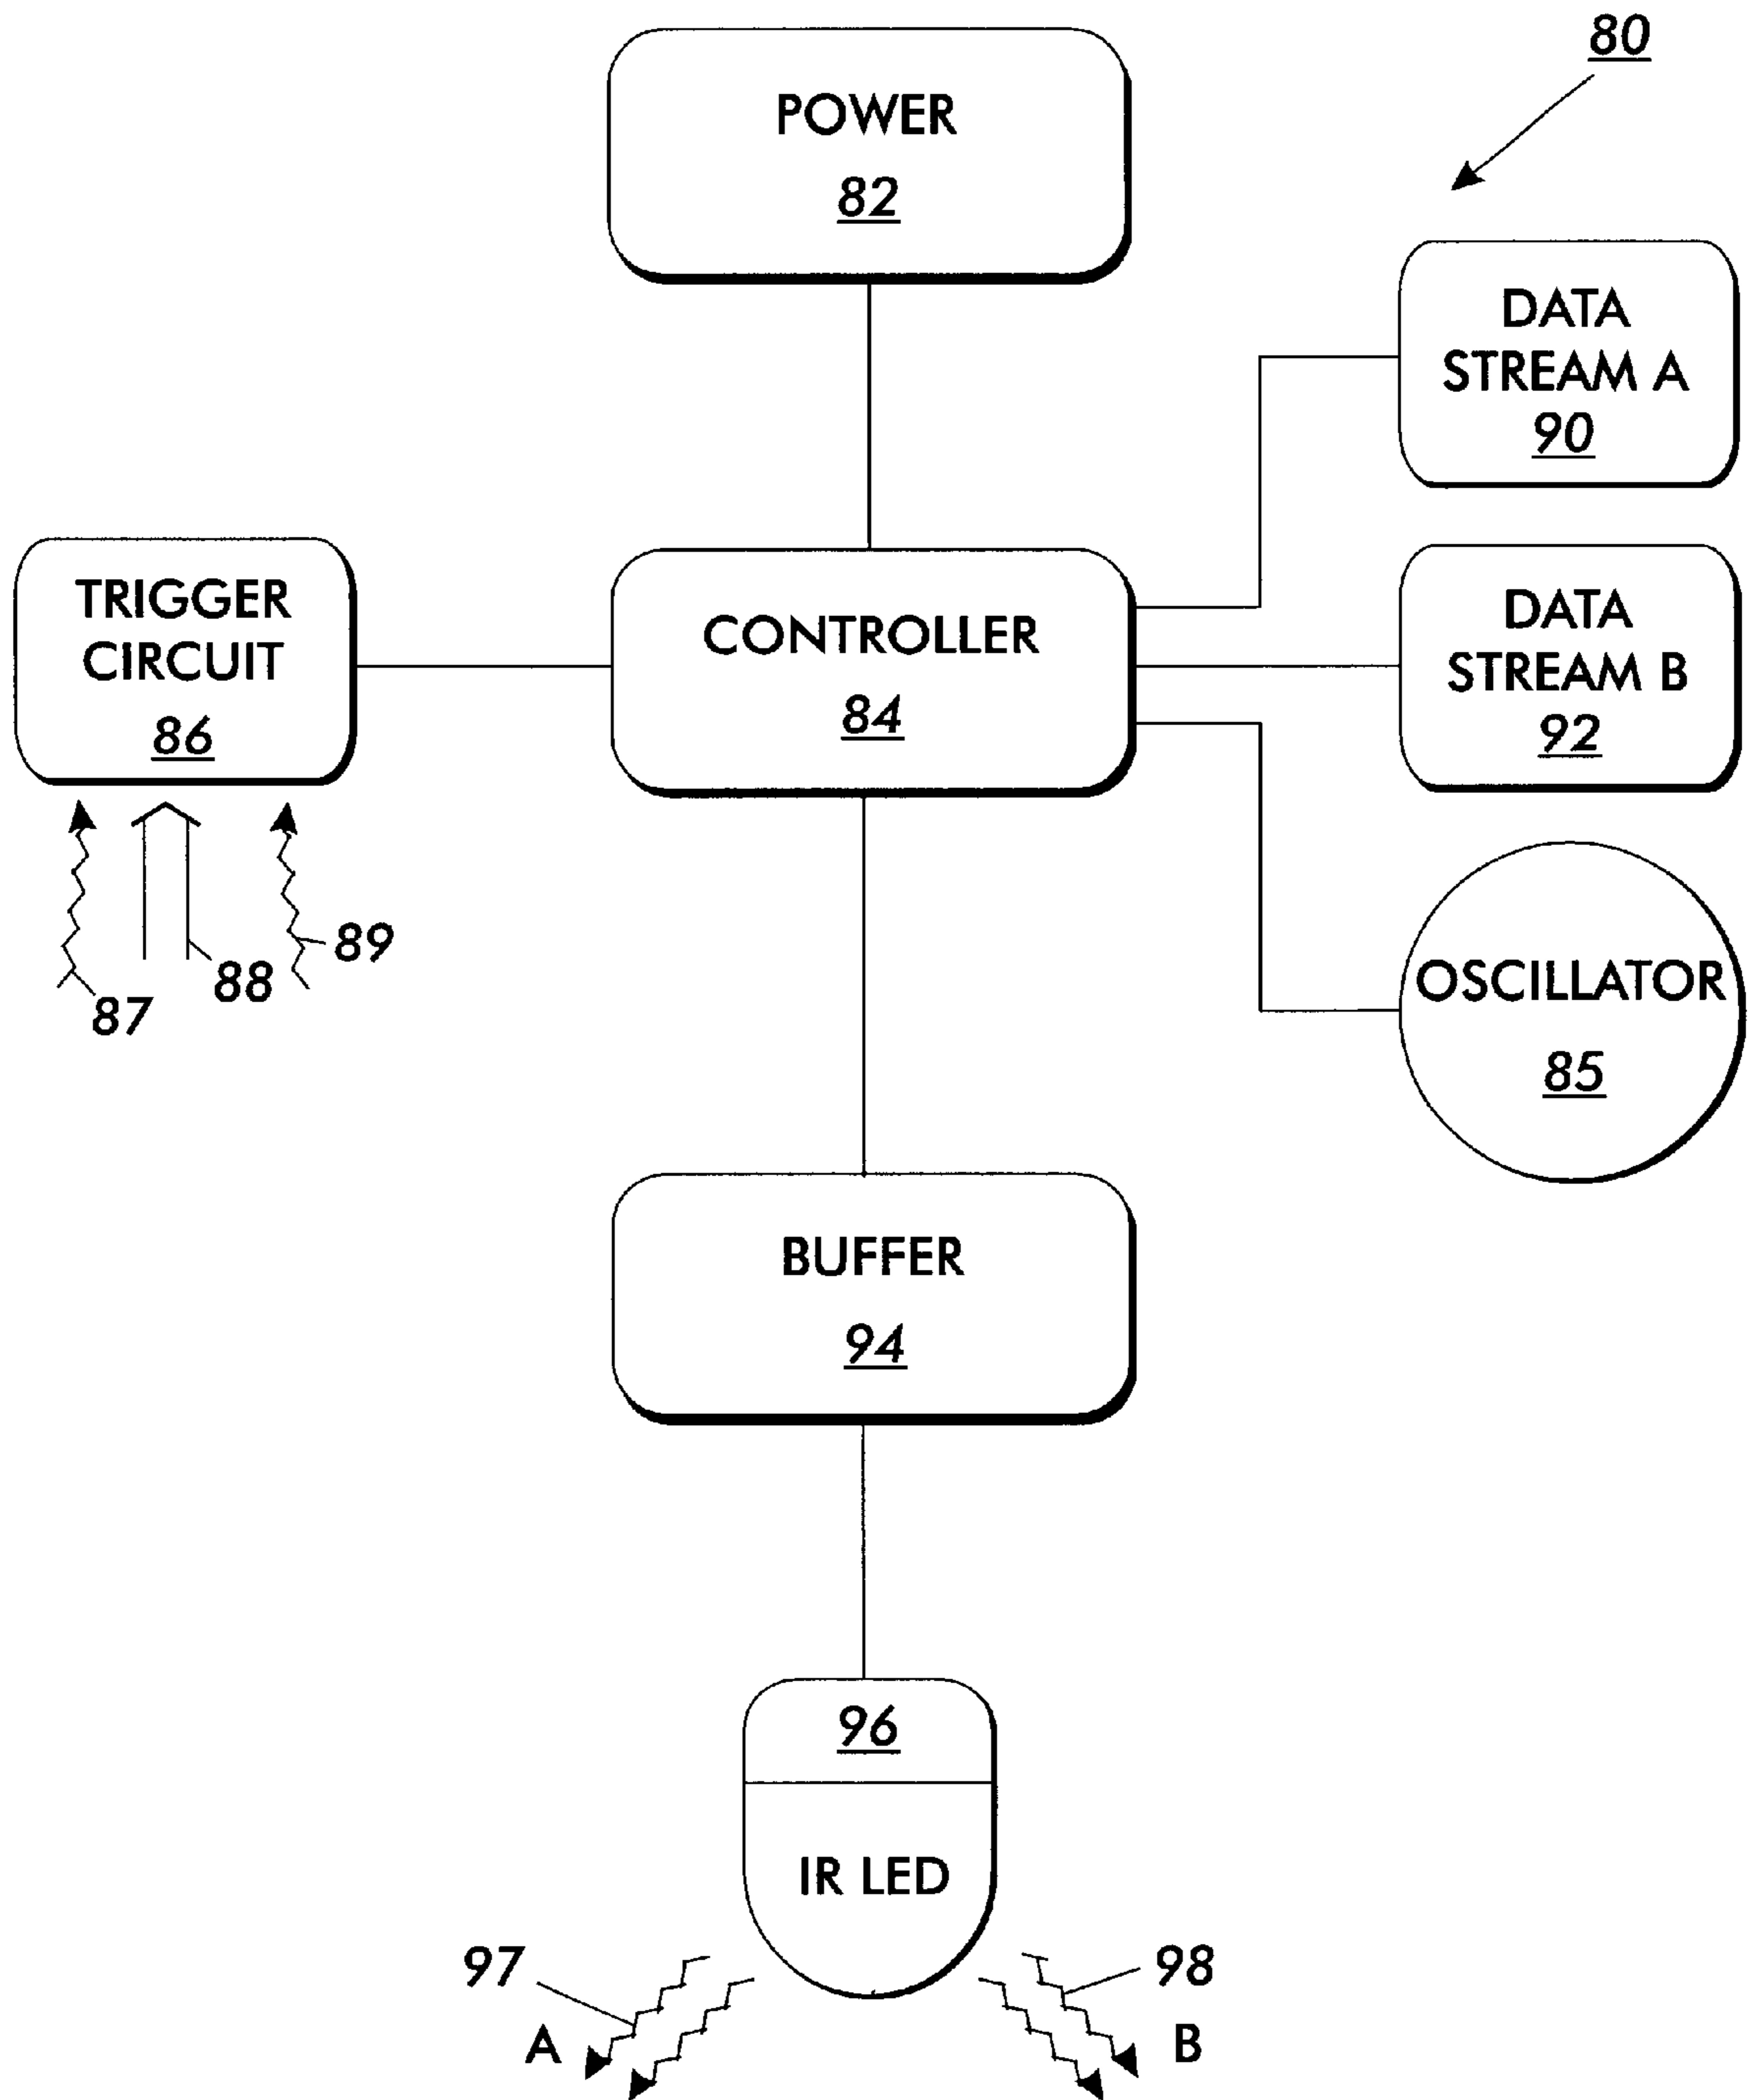 80
POWER
82
DATA
STREAM A
90
TRIGGER
CIRCUIT
86
CONTROLLER
84
DATA
STREAM B
92
87
88
89
OSCILLATOR
85
BUFFER
94
96
IR LED
97
A
98
B